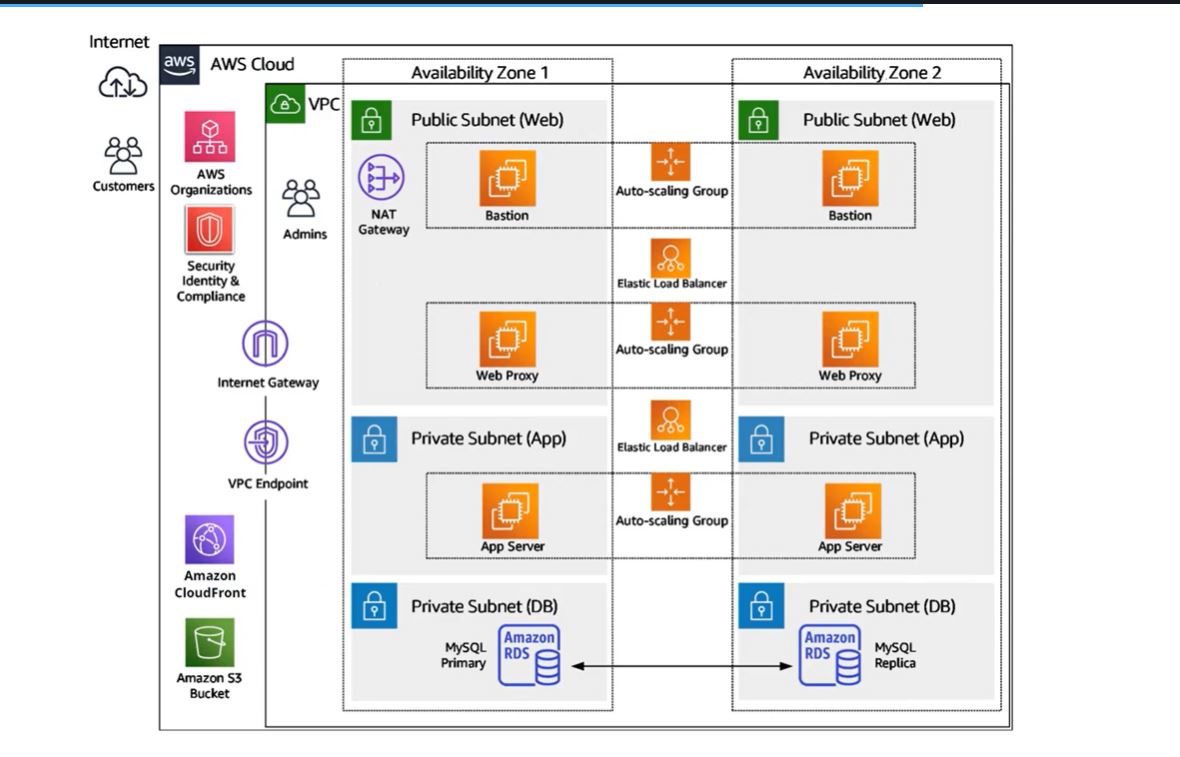 Internet
aws
AWS Cloud
Availability Zone 1
Availability Zone 2
VPC
Public Subnet (Web)
Public Subnet (Web)
Customers
AWS
Organizations
Admins
NAT
Gateway
Bastion
Auto-scaling Group
Bastion
Security
Identity &
Compliance
Elastic Load Balancer
Internet Gateway
Web Proxy
Auto-scaling Group
Web Proxy
Private Subnet (App)
Elastic Load Balancer
Private Subnet (App)
VPC Endpoint
App Server
Auto-scaling Group
App Server
Amazon
CloudFront
Private Subnet (DB)
Private Subnet (DB)
MySQL
Primary
Amazon
RDS
Amazon
RDS
MySQL
Replica
Amazon S3
Bucket